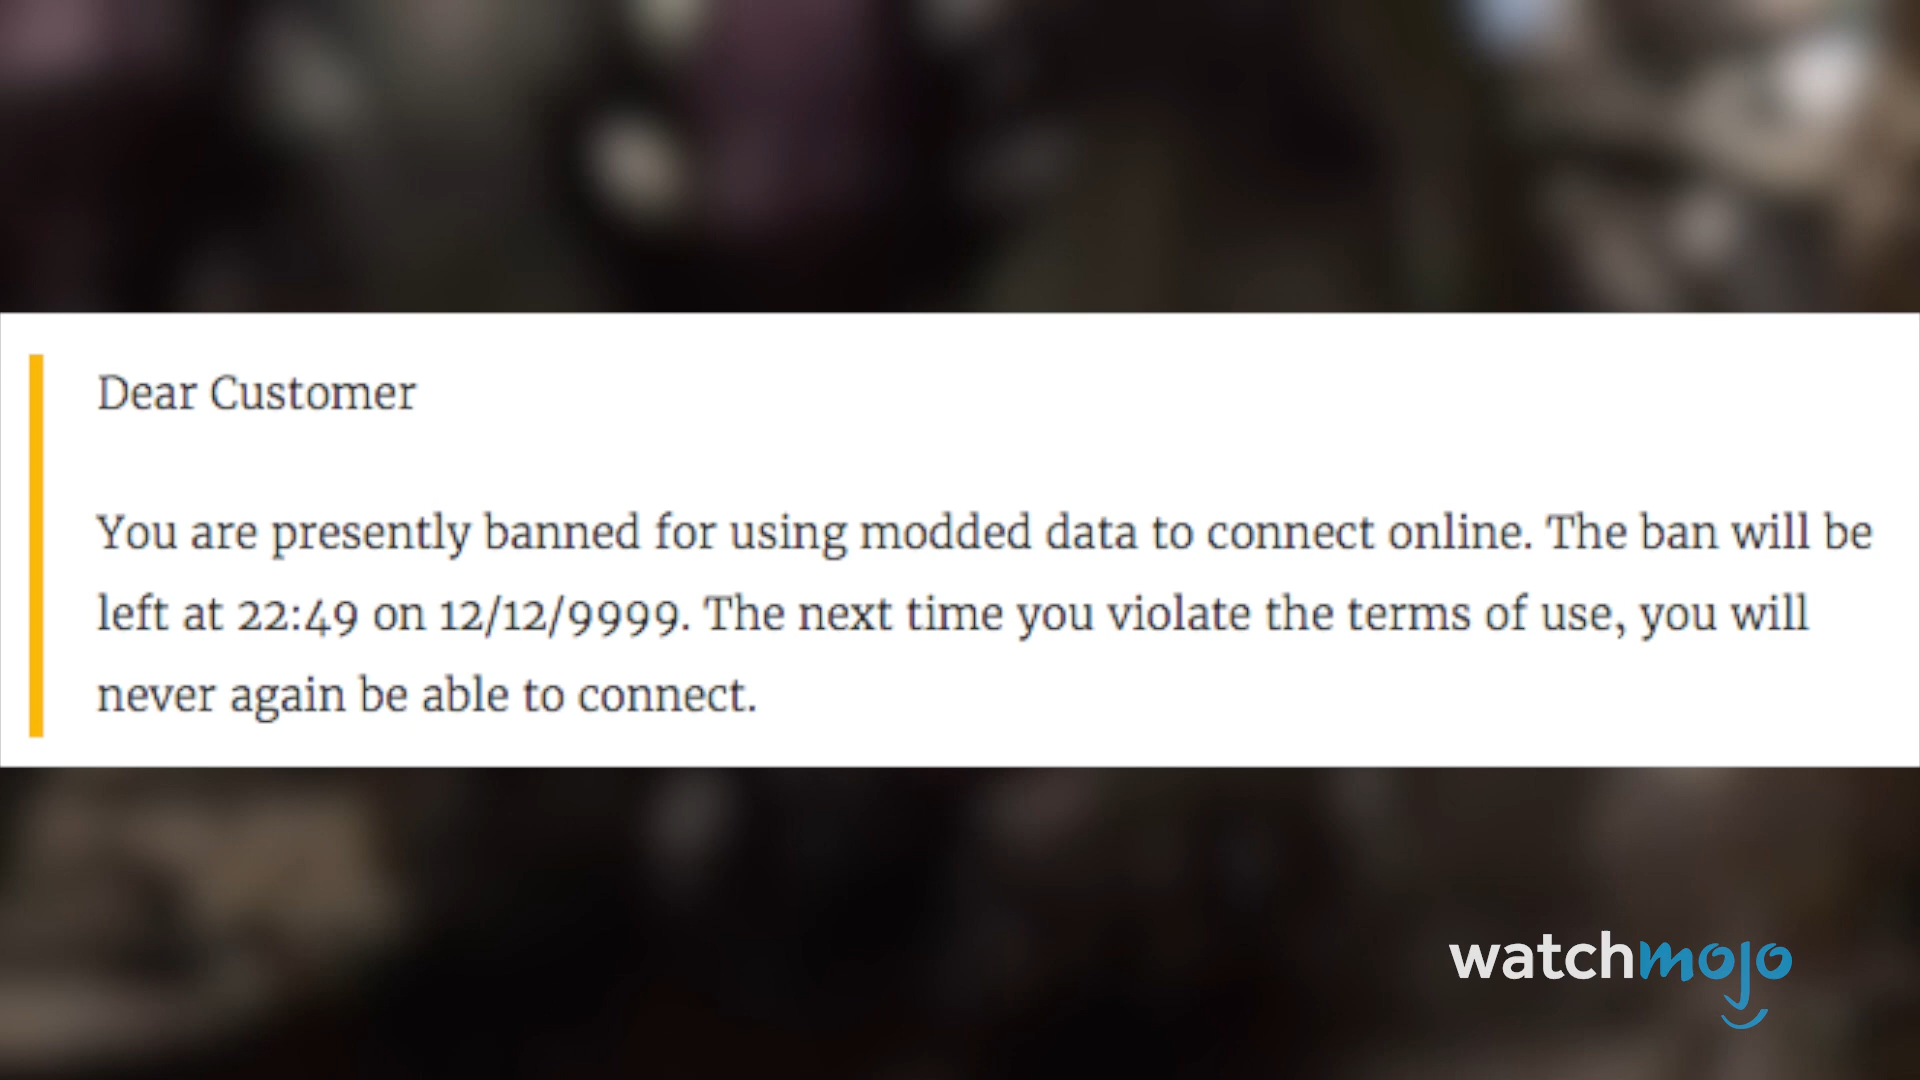 Dear Customer
You are presently banned for using modded data to connect online. The ban will be
left at 22:49 on 12/12/9999. The next time you violate the terms of use, you will
never again be able to connect.
watchmojo